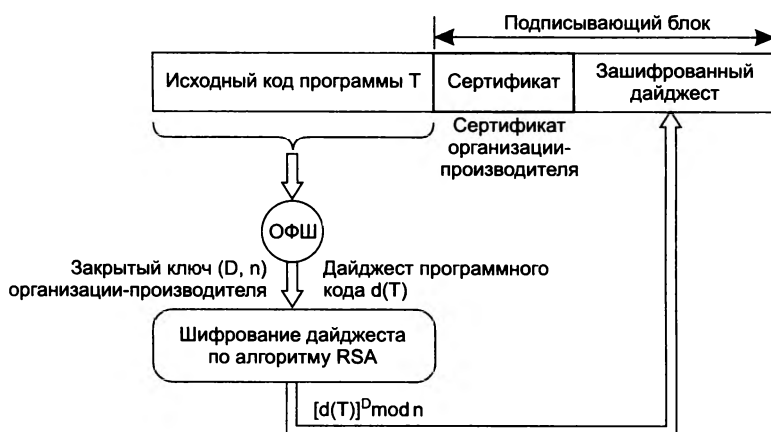 Подписывающий блок
Исходный код программы T
Сертификат
Зашифрованный
дайджест
Сертификат
организации-
производителя
ОФШ
Закрытый ключ (D, n)
организации-производителя
Дайджест программного
кода d(T)
Шифрование дайджеста
по алгоритму RSA
[d(T)]ᴰmod n